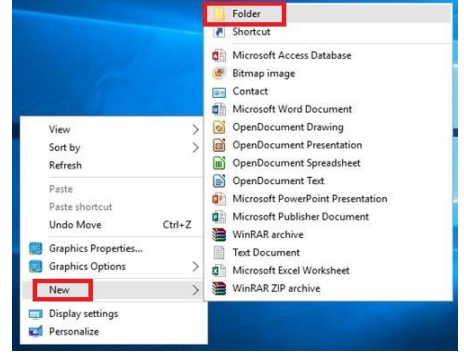 Folder
Shortcut
Microsoft Access Database
Bitmap image
Contact
Microsoft Word Document
OpenDocument Drawing
OpenDocument Presentation
OpenDocument Spreadsheet
OpenDocument Text
Microsoft PowerPoint Presentation
Microsoft Publisher Document
WinRAR archive
Text Document
Microsoft Excel Worksheet
WinRAR ZIP archive
View
Sort by
Refresh
Paste
Paste shortcut
Undo Move Ctrl+Z
Graphics Properties...
Graphics Options
New
Display settings
Personalize